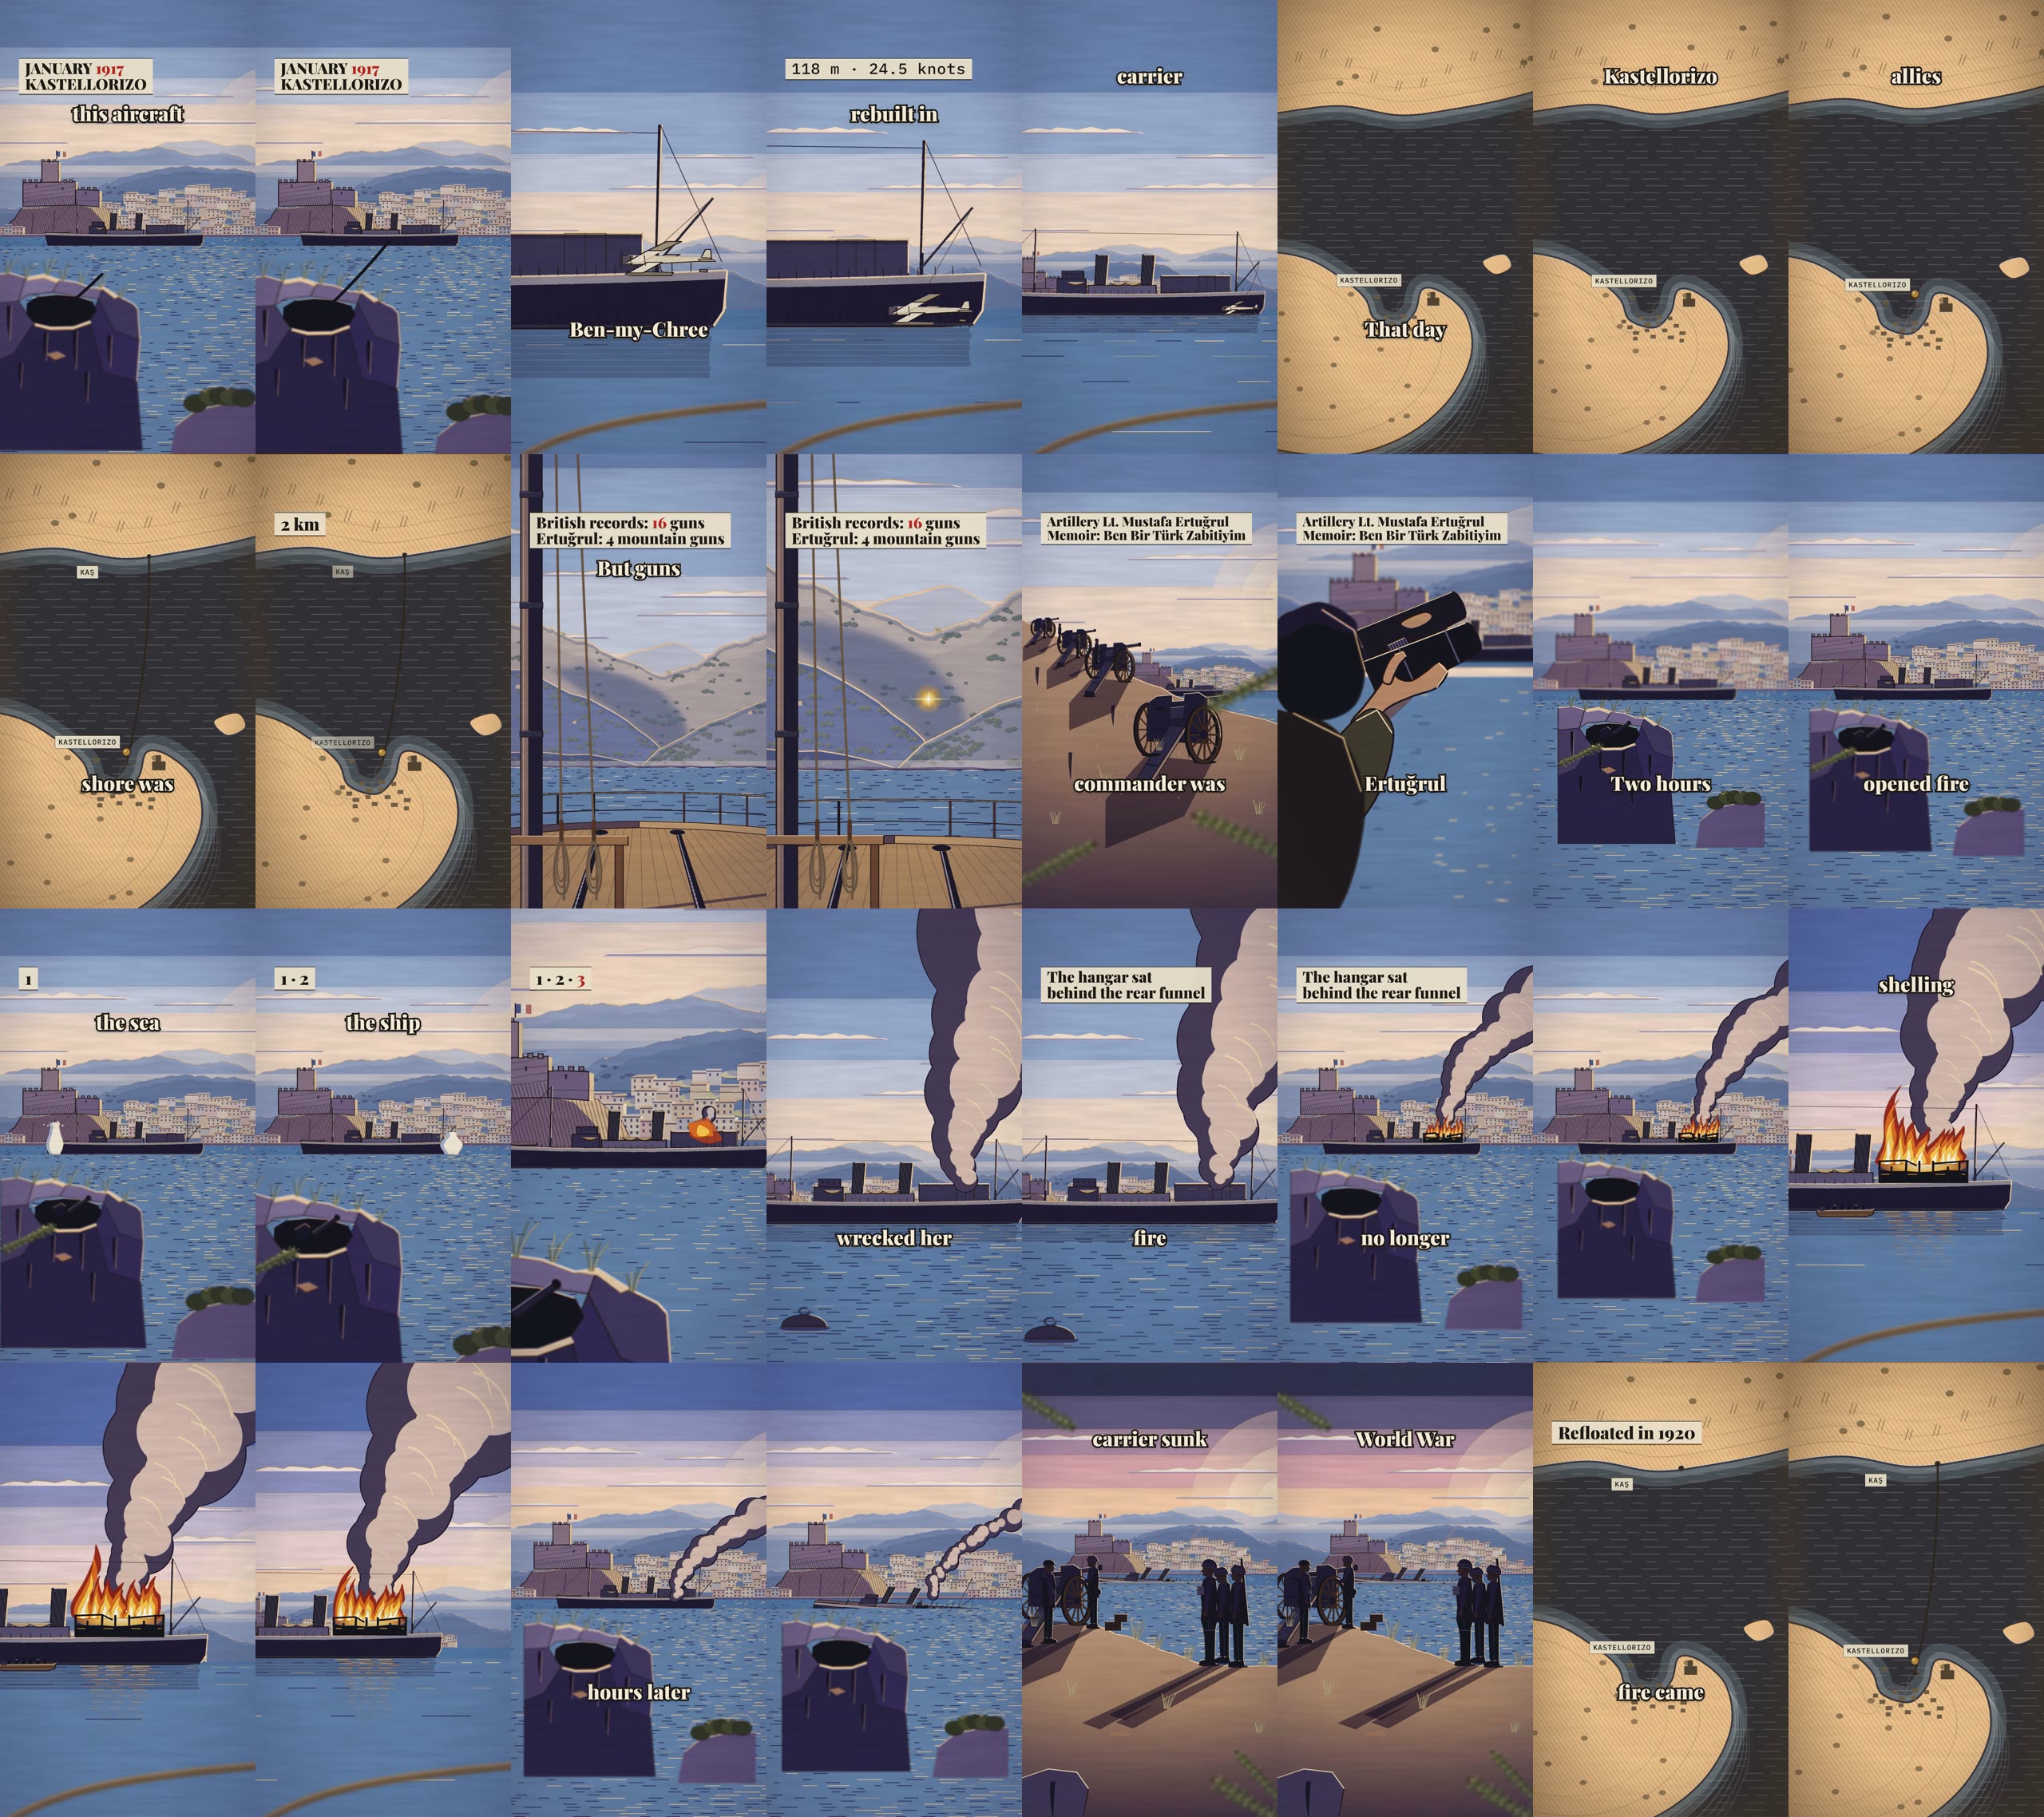 JANUARY 1917
KASTELLORIZO
this aircraft
JANUARY 1917
KASTELLORIZO
Ben-my-Chree
118 m · 24.5 knots
rebuilt in
carrier
KASTELLORIZO
That day
Kastellorizo
KASTELLORIZO
allies
KASTELLORIZO
KAŞ
KASTELLORIZO
shore was
2 km
KAŞ
KASTELLORIZO
British records: 16 guns
Ertuğrul: 4 mountain guns
But guns
British records: 16 guns
Ertuğrul: 4 mountain guns
Artillery Lt. Mustafa Ertuğrul
Memoir: Ben Bir Türk Zabitiyim
commander was
Artillery Lt. Mustafa Ertuğrul
Memoir: Ben Bir Türk Zabitiyim
Ertuğrul
Two hours
opened fire
1
the sea
1 · 2
the ship
1 · 2 · 3
wrecked her
The hangar sat
behind the rear funnel
fire
The hangar sat
behind the rear funnel
no longer
shelling
hours later
carrier sunk
World War
Refloated in 1920
KAŞ
KASTELLORIZO
fire came
KAŞ
KASTELLORIZO